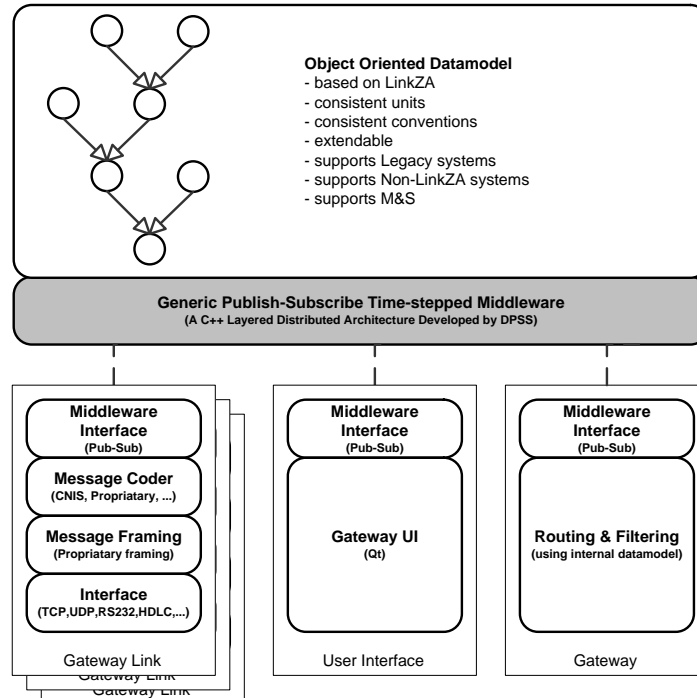 Object Oriented Datamodel
- based on LinkZA
- consistent units
- consistent conventions
- extendable
- supports Legacy systems
- supports Non-LinkZA systems
- supports M&S
Generic Publish-Subscribe Time-stepped Middleware
(A C++ Layered Distributed Architecture Developed by DPSS)
Middleware
Interface
(Pub-Sub)
Message Coder
(CNIS, Propriatary, ...)
Message Framing
(Propriatary framing)
Interface
(TCP,UDP,RS232,HDLC,...)
Gateway Link
Gateway Link
Gateway Link
Middleware
Interface
(Pub-Sub)
Gateway UI
(Qt)
User Interface
Middleware
Interface
(Pub-Sub)
Routing & Filtering
(using internal datamodel)
Gateway